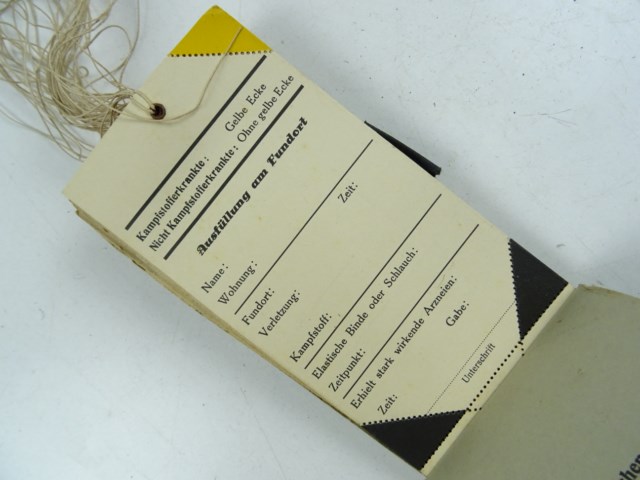 Kampfstofferkrankte: Gelbe Ecke
Nicht Kampfstofferkrankte: Ohne gelbe Ecke
Ausfüllung am Fundort
Name:
Wohnung:
Fundort: Zeit:
Verletzung:
Kampfstoff:
Elastische Binde oder Schlauch:
Zeitpunkt:
Erhielt stark wirkende Arzneien:
Zeit: Gabe:
Unterschrift